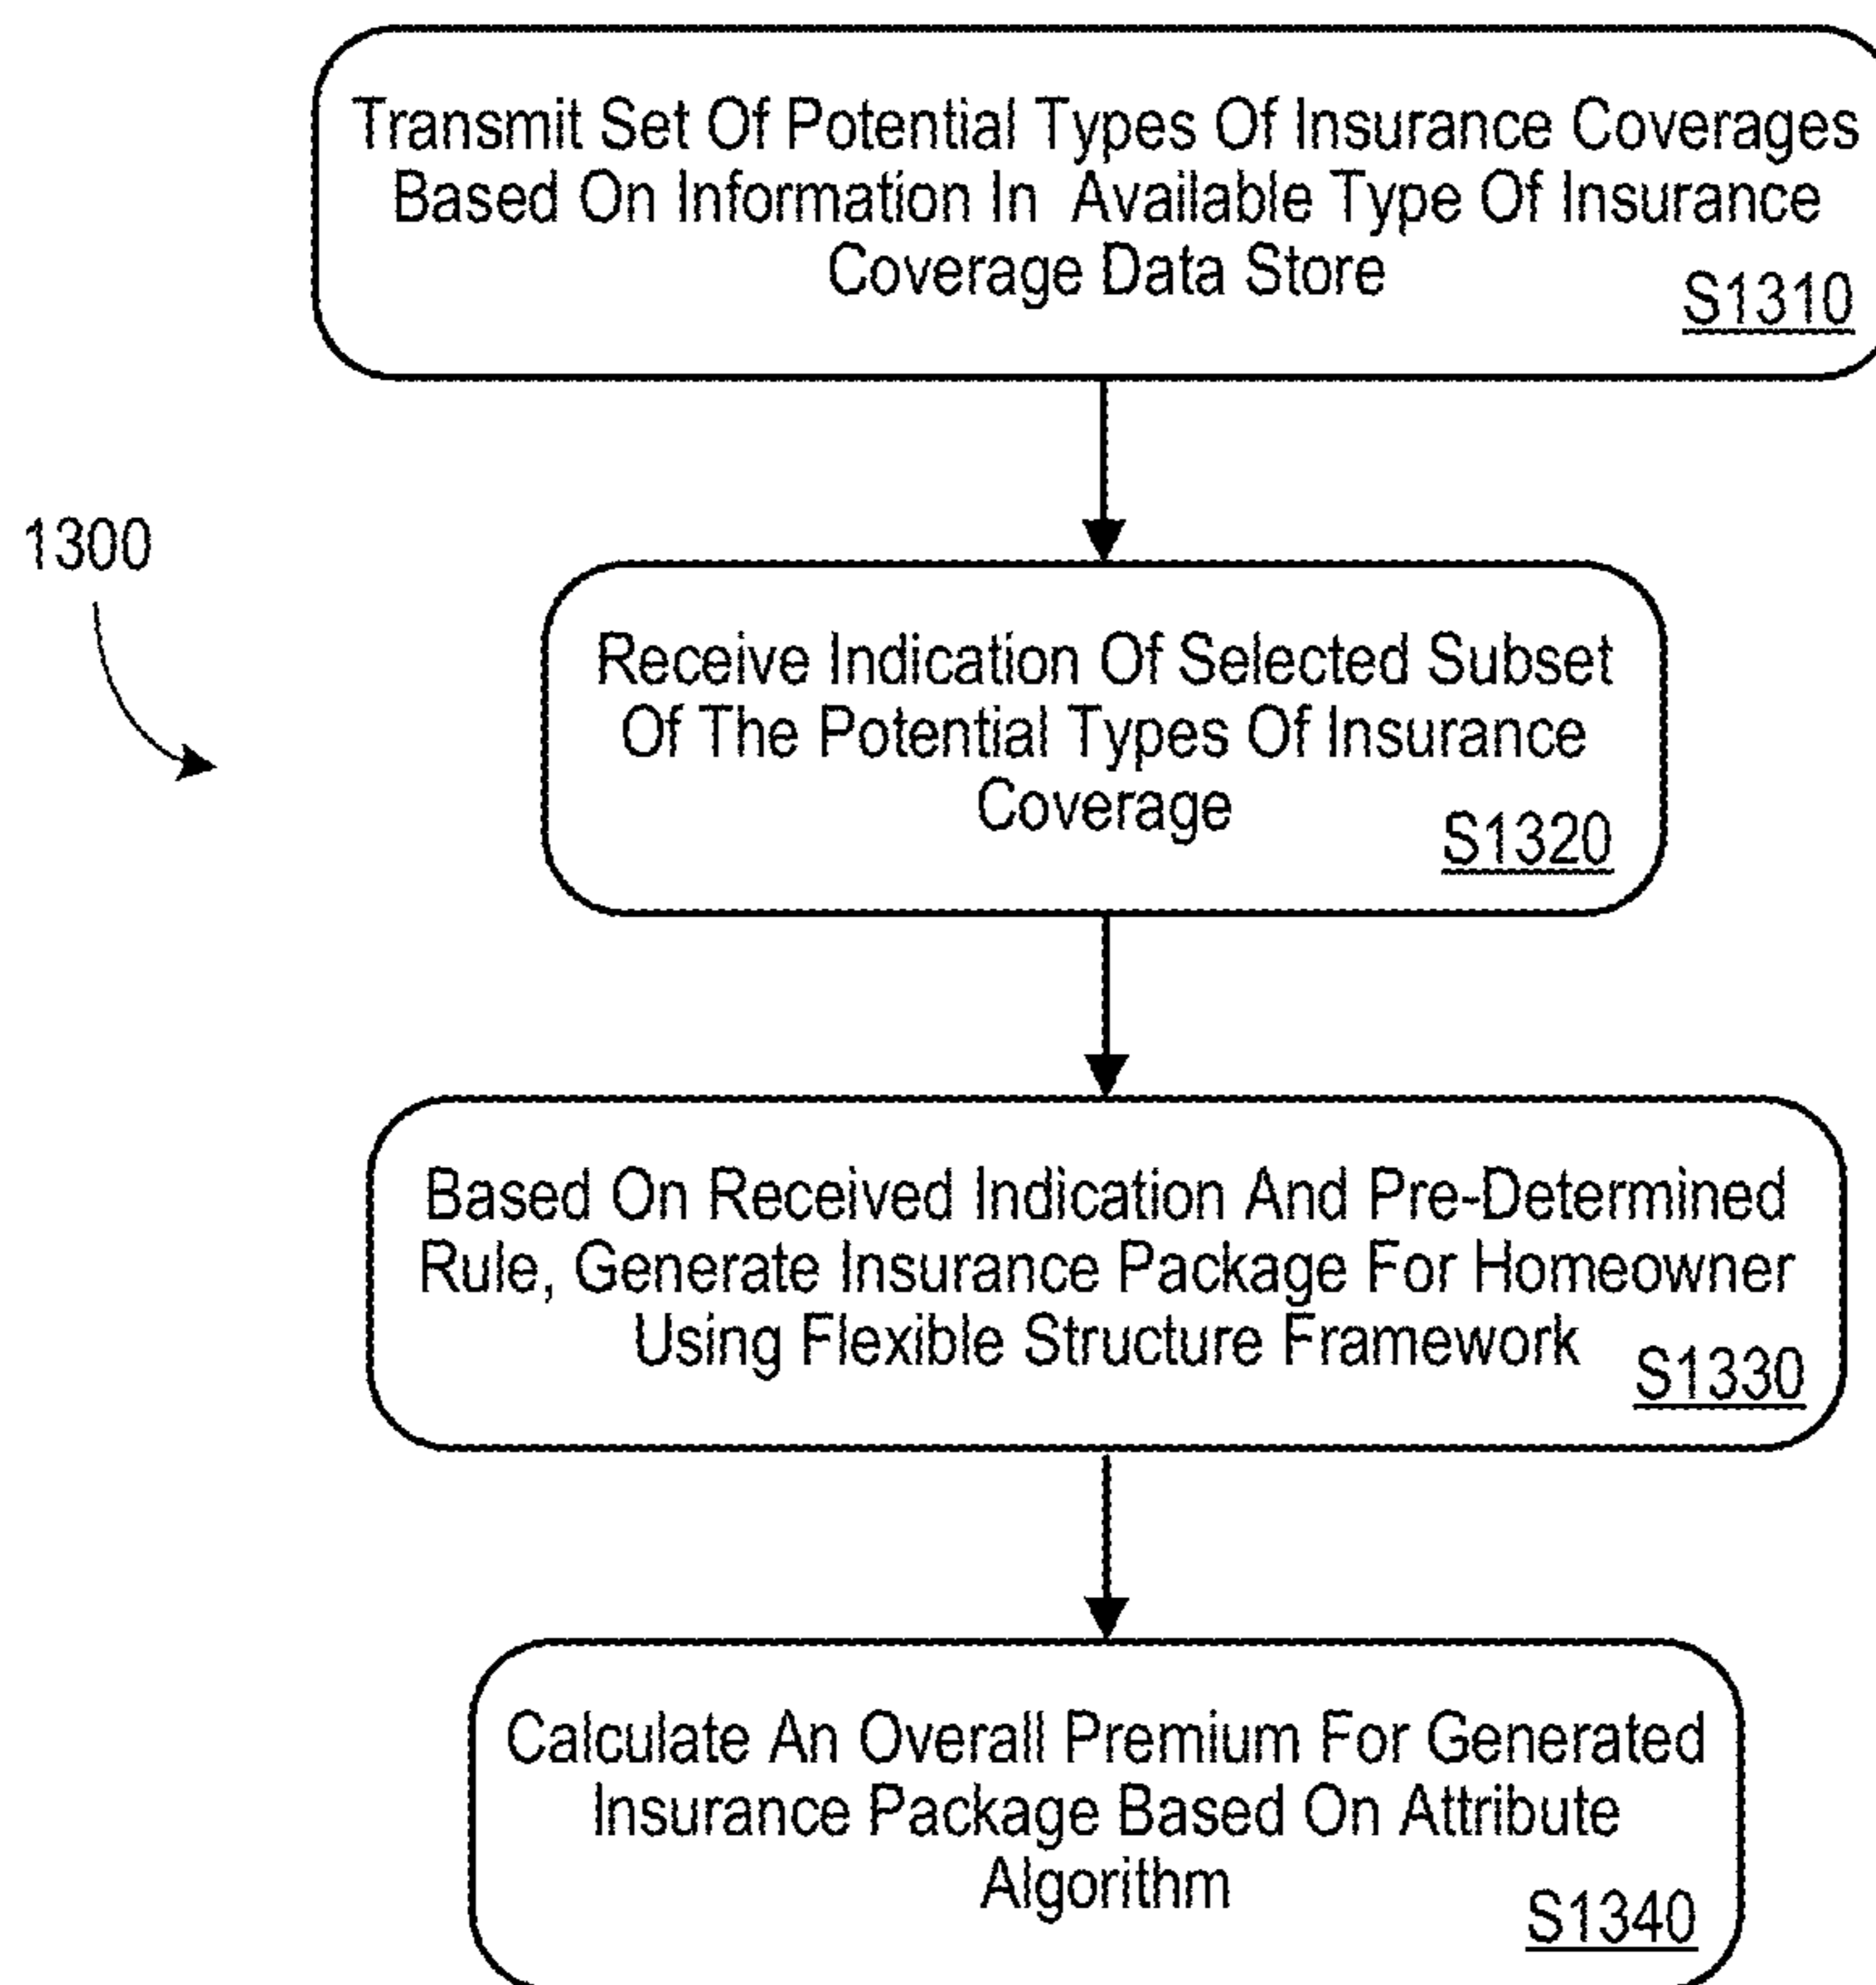 Transmit Set Of Potential Types Of Insurance Coverages
Based On Information In Available Type Of Insurance
Coverage Data Store
S1310
1300
Receive Indication Of Selected Subset
Of The Potential Types Of Insurance
Coverage
S1320
Based On Received Indication And Pre-Determined
Rule, Generate Insurance Package For Homeowner
Using Flexible Structure Framework
S1330
Calculate An Overall Premium For Generated
Insurance Package Based On Attribute
Algorithm
S1340